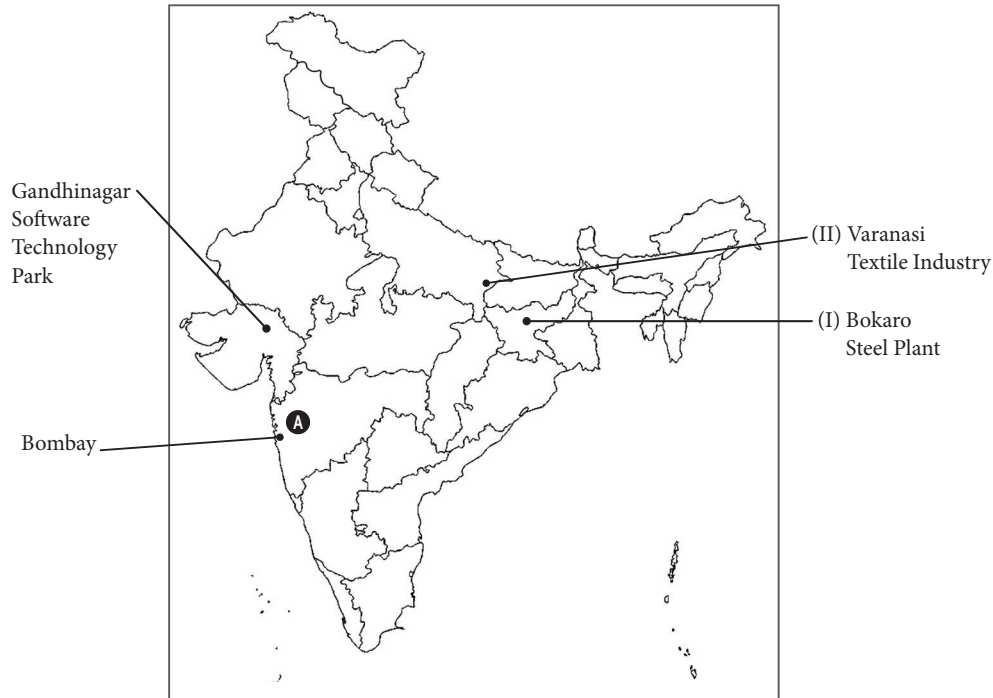 Gandhinagar
Software
Technology
Park
(II) Varanasi
Textile Industry
(I) Bokaro
Steel Plant
A
Bombay